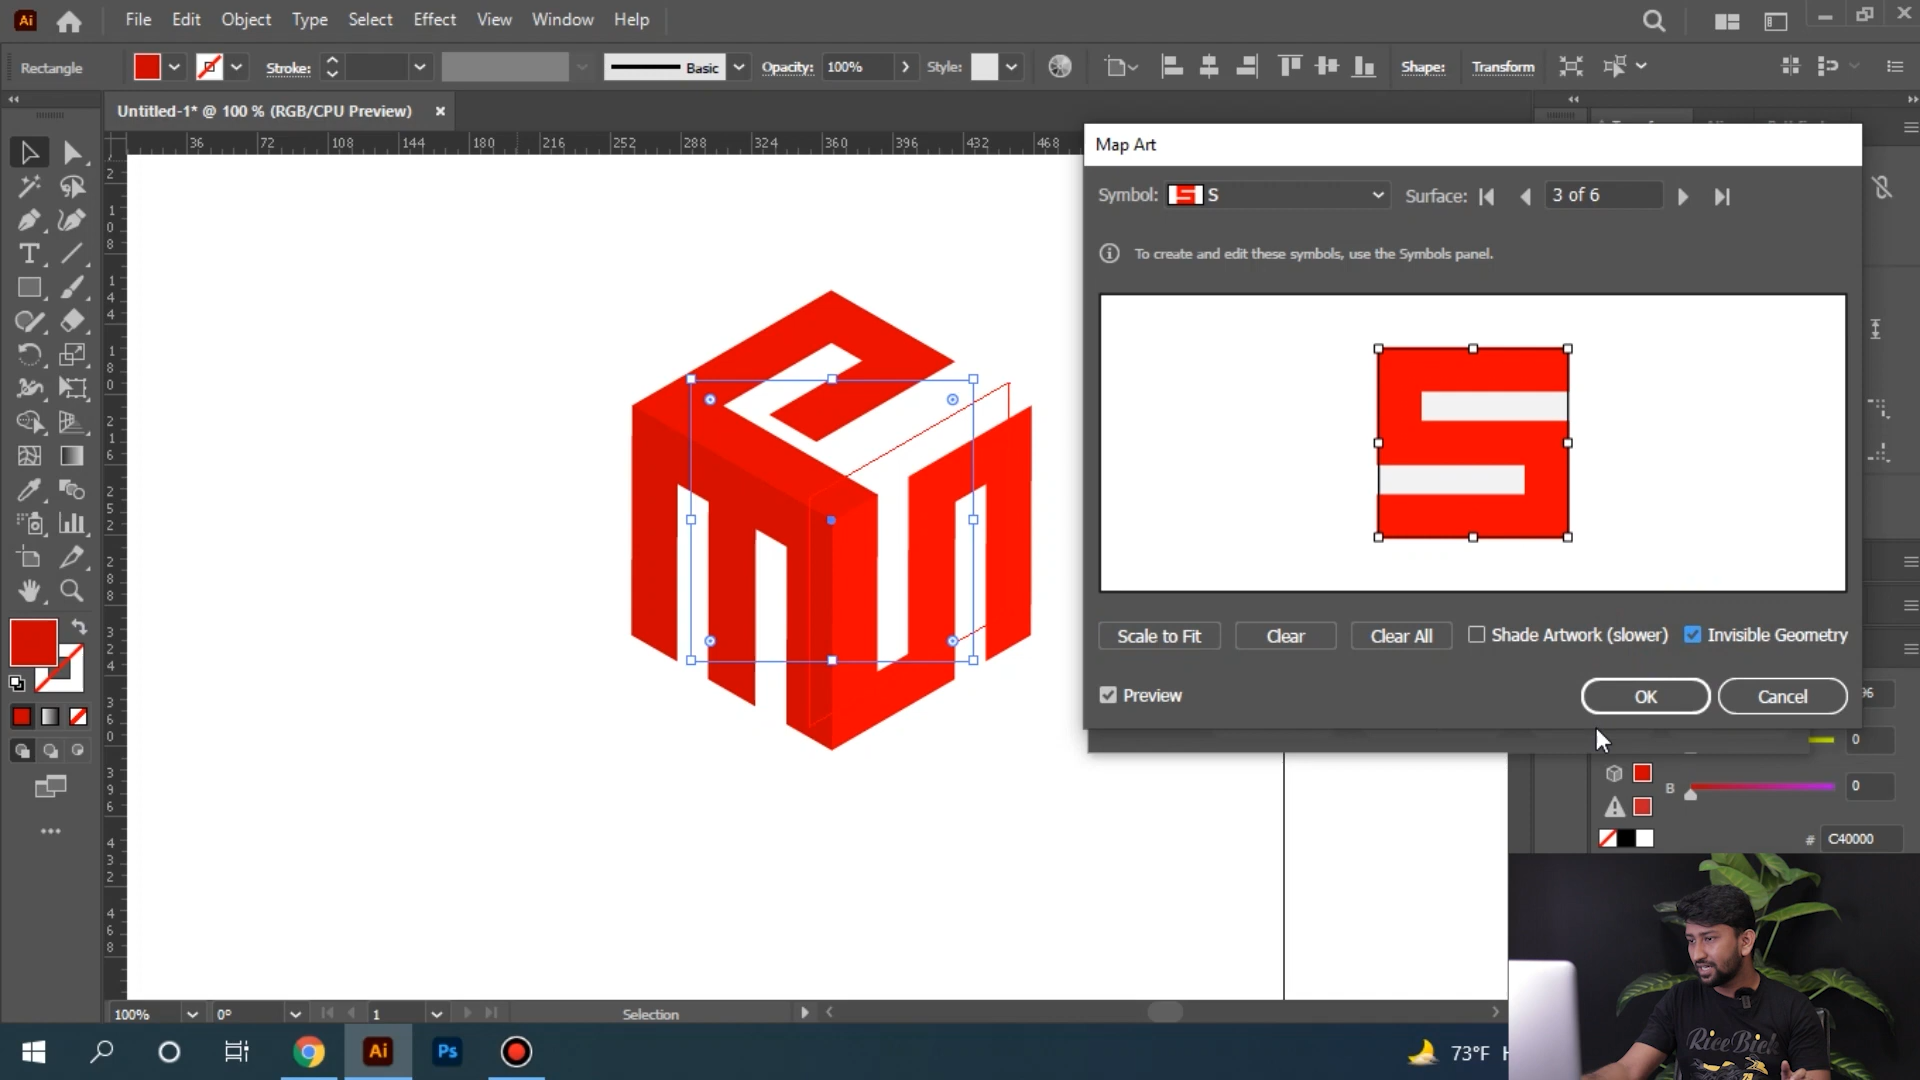 Ai File Edit Object Type Select Effect View Window Help
Rectangle Stroke: Basic Opacity: 100% Style: Shape: Transform
Untitled-1* @ 100 % (RGB/CPU Preview) ×
36 72 108 144 180 216 252 288 324 360 396 432 468
Map Art
Symbol: S Surface: 3 of 6
To create and edit these symbols, use the Symbols panel.
Scale to Fit Clear Clear All Shade Artwork (slower) Invisible Geometry
Preview OK Cancel
96
0
B 0
# C40000
100% 0° 1 Selection
Ai Ps 73°F H